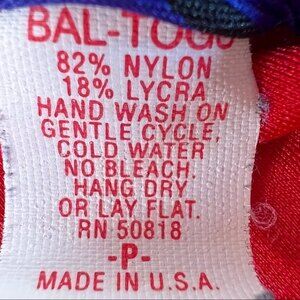 BAL-TOGS
82% NYLON
18% LYCRA
HAND WASH ON
GENTLE CYCLE,
COLD WATER
NO BLEACH.
HANG DRY
OR LAY FLAT.
RN 50818
-P-
MADE IN U.S.A.